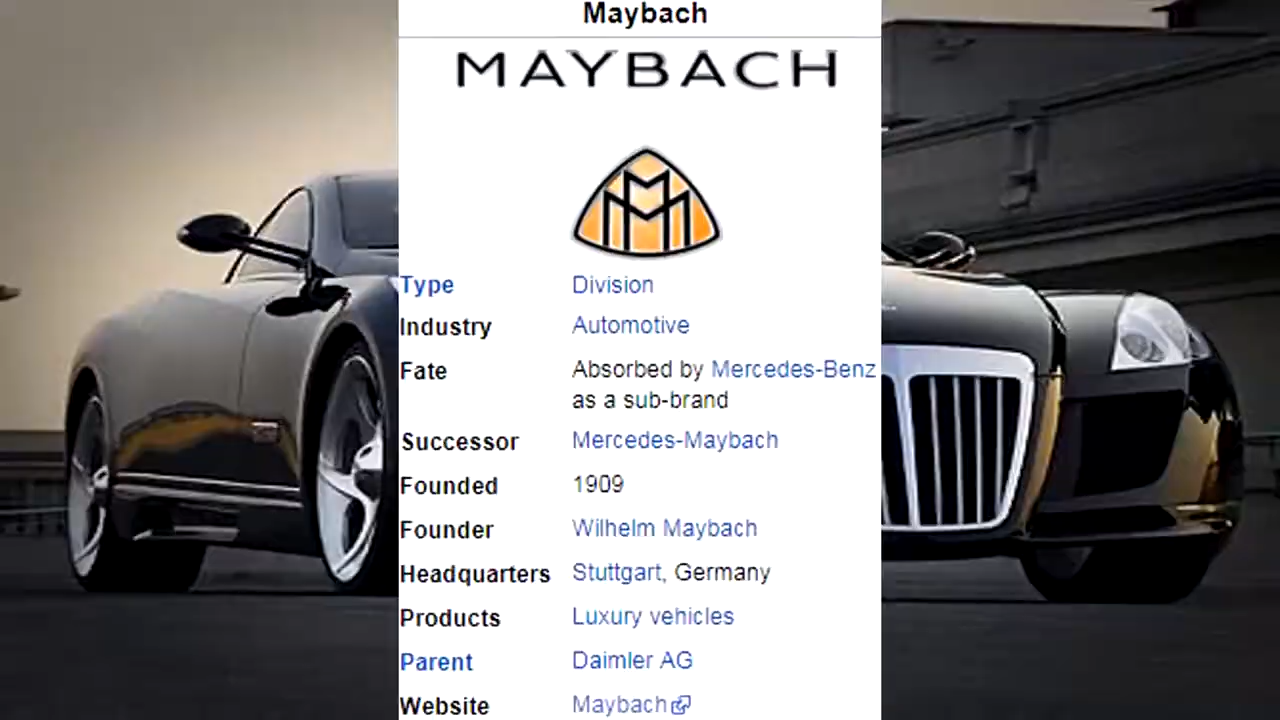 Maybach
MAYBACH
Type Division
Industry Automotive
Fate Absorbed by Mercedes-Benz
as a sub-brand
Successor Mercedes-Maybach
Founded 1909
Founder Wilhelm Maybach
Headquarters Stuttgart, Germany
Products Luxury vehicles
Parent Daimler AG
Website Maybach